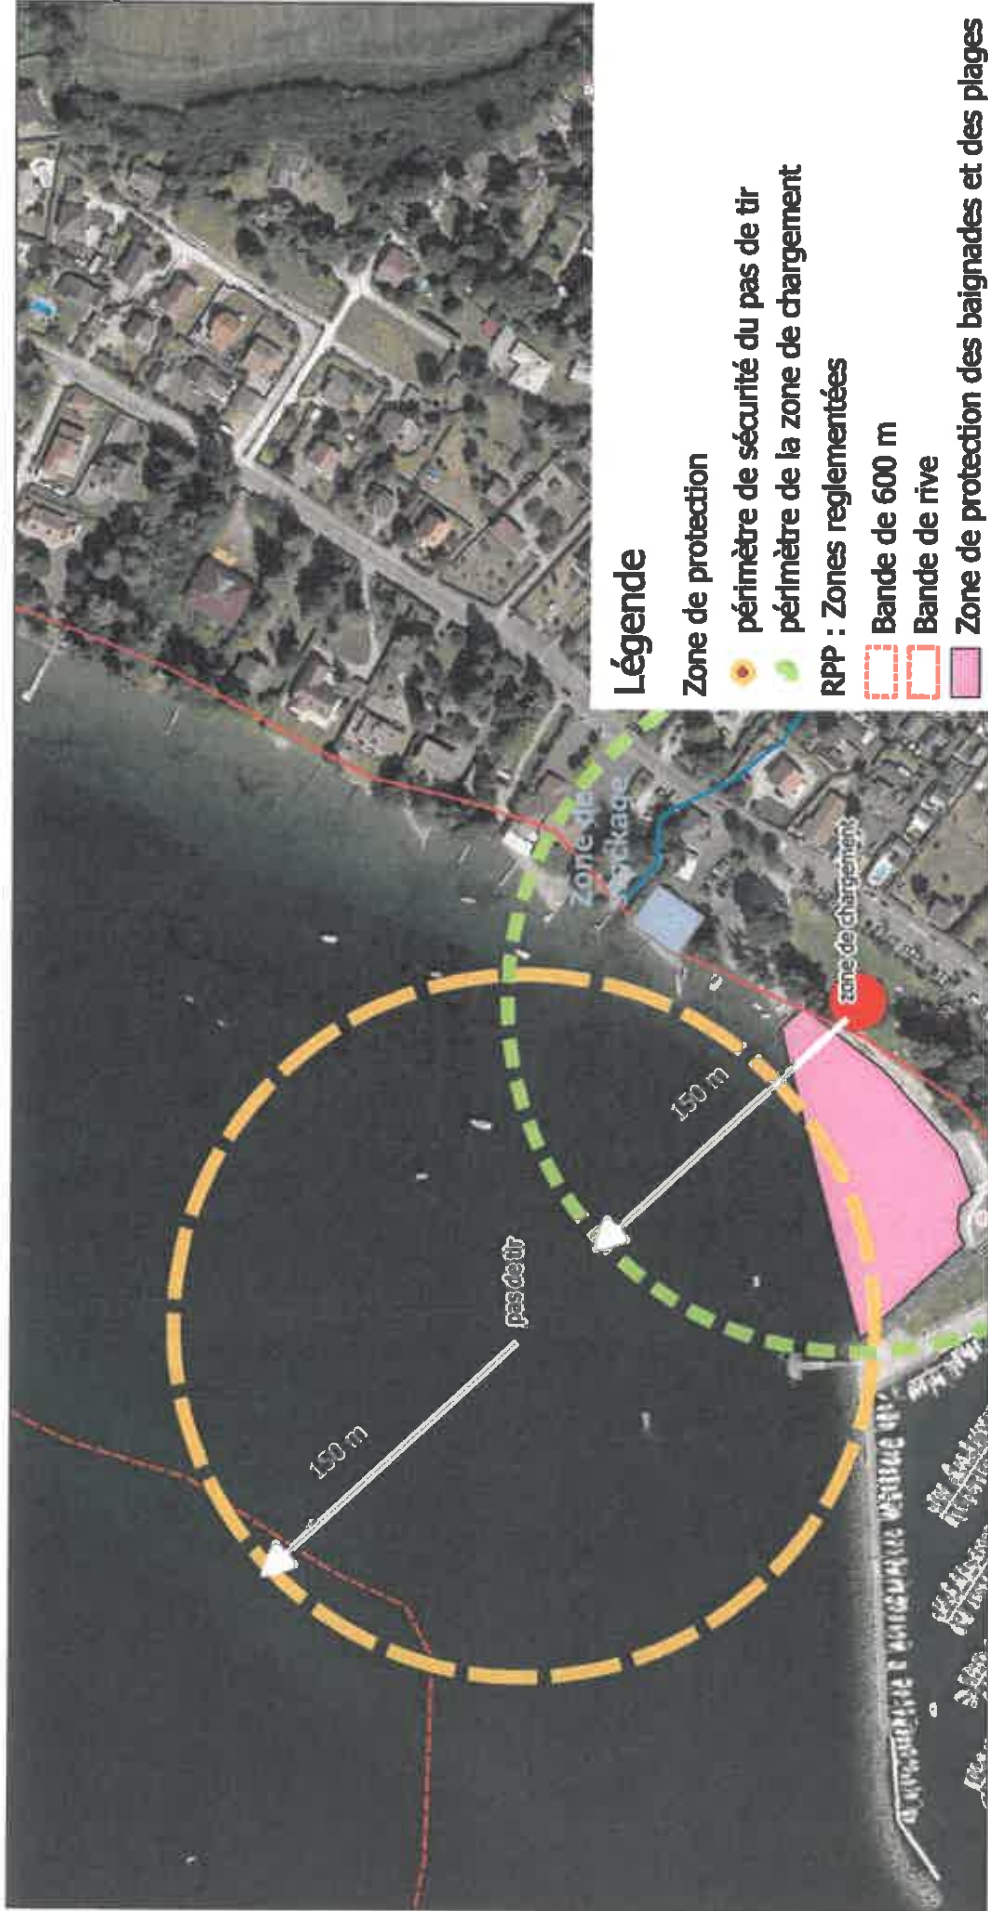 Légende
Zone de protection
périmètre de sécurité du pas de tir
périmètre de la zone de chargement
RPP : Zones reglementées
Bande de 600 m
Bande de rive
Zone de protection des baignades et des plages
150 m
pas de tir
150 m
zone de chargement
Zone de
stockage